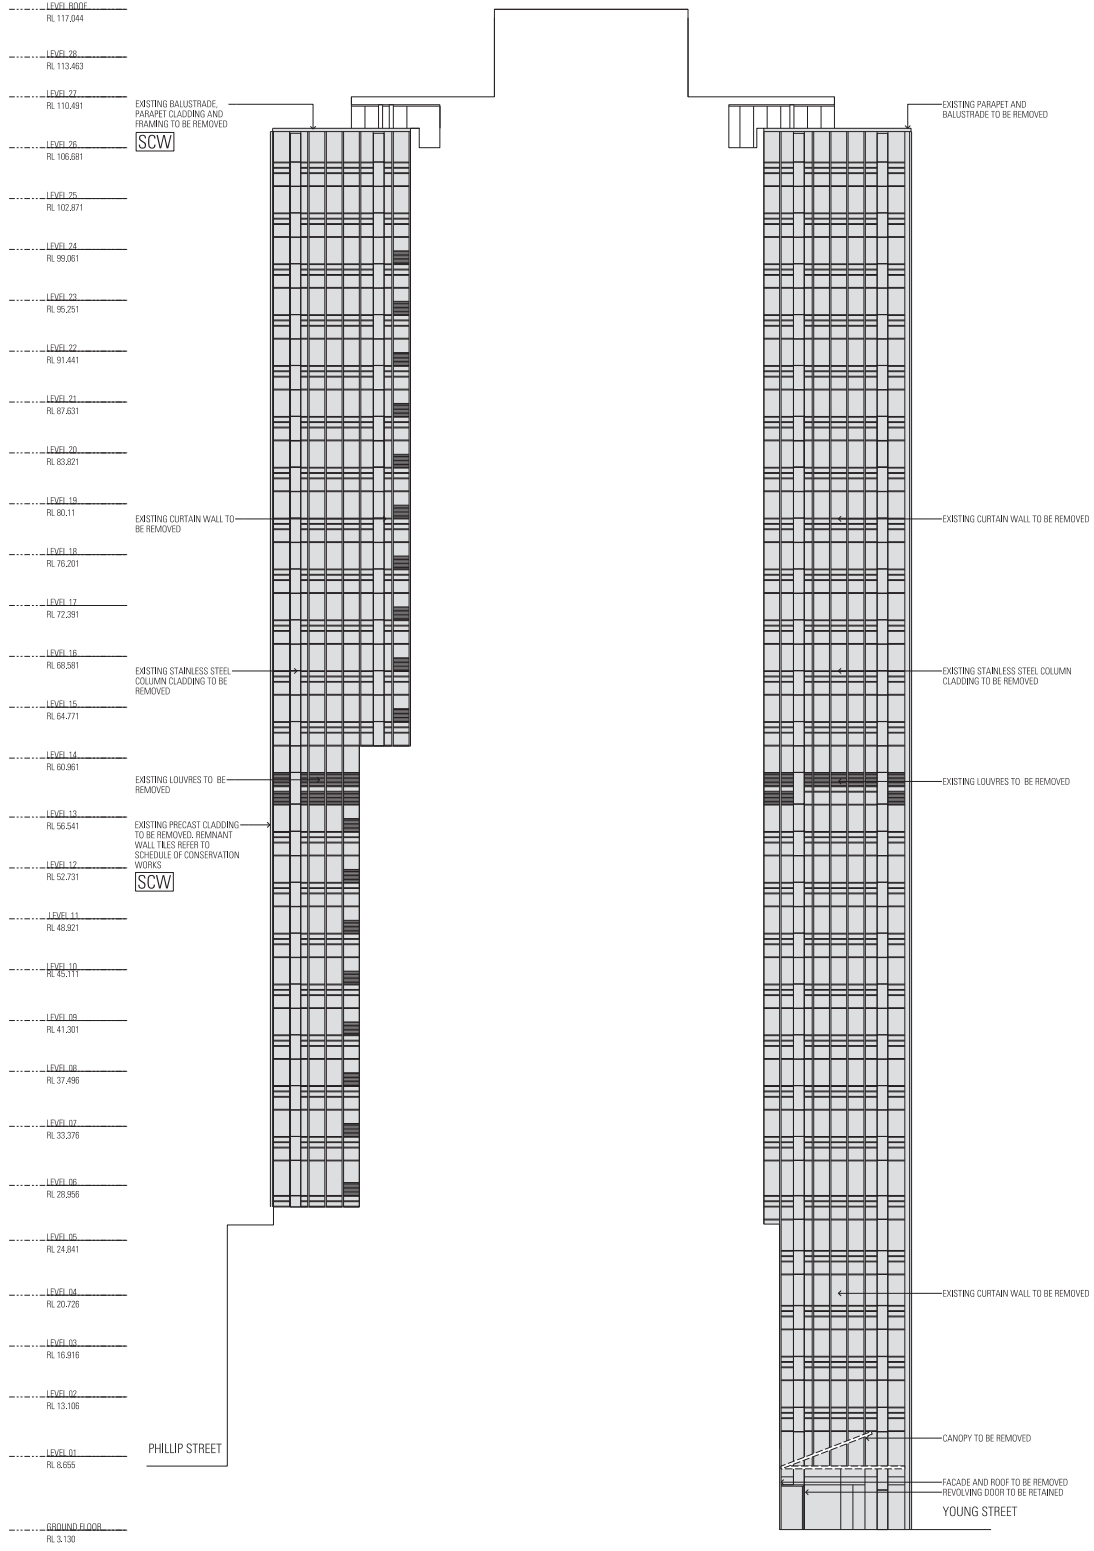 LEVEL ROOF
RL 117.044
LEVEL 28
RL 113.463
LEVEL 27
RL 110.491
LEVEL 26
RL 106.681
LEVEL 25
RL 102.871
LEVEL 24
RL 99.061
LEVEL 23
RL 95.251
LEVEL 22
RL 91.441
LEVEL 21
RL 87.631
LEVEL 20
RL 83.821
LEVEL 19
RL 80.11
LEVEL 18
RL 76.201
LEVEL 17
RL 72.391
LEVEL 16
RL 68.581
LEVEL 15
RL 64.771
LEVEL 14
RL 60.961
LEVEL 13
RL 56.541
LEVEL 12
RL 52.731
LEVEL 11
RL 48.921
LEVEL 10
RL 45.111
LEVEL 09
RL 41.301
LEVEL 08
RL 37.496
LEVEL 07
RL 33.376
LEVEL 06
RL 28.956
LEVEL 05
RL 24.841
LEVEL 04
RL 20.726
LEVEL 03
RL 16.916
LEVEL 02
RL 13.106
LEVEL 01
RL 8.655
GROUND FLOOR
RL 3.130
EXISTING BALUSTRADE,
PARAPET CLADDING AND
FRAMING TO BE REMOVED
SCW
EXISTING CURTAIN WALL TO
BE REMOVED
EXISTING STAINLESS STEEL
COLUMN CLADDING TO BE
REMOVED
EXISTING LOUVRES TO BE
REMOVED
EXISTING PRECAST CLADDING
TO BE REMOVED. REMNANT
WALL TILES REFER TO
SCHEDULE OF CONSERVATION
WORKS
SCW
PHILLIP STREET
EXISTING PARAPET AND
BALUSTRADE TO BE REMOVED
EXISTING CURTAIN WALL TO BE REMOVED
EXISTING STAINLESS STEEL COLUMN
CLADDING TO BE REMOVED
EXISTING LOUVRES TO BE REMOVED
EXISTING CURTAIN WALL TO BE REMOVED
CANOPY TO BE REMOVED
FACADE AND ROOF TO BE REMOVED
REVOLVING DOOR TO BE RETAINED
YOUNG STREET